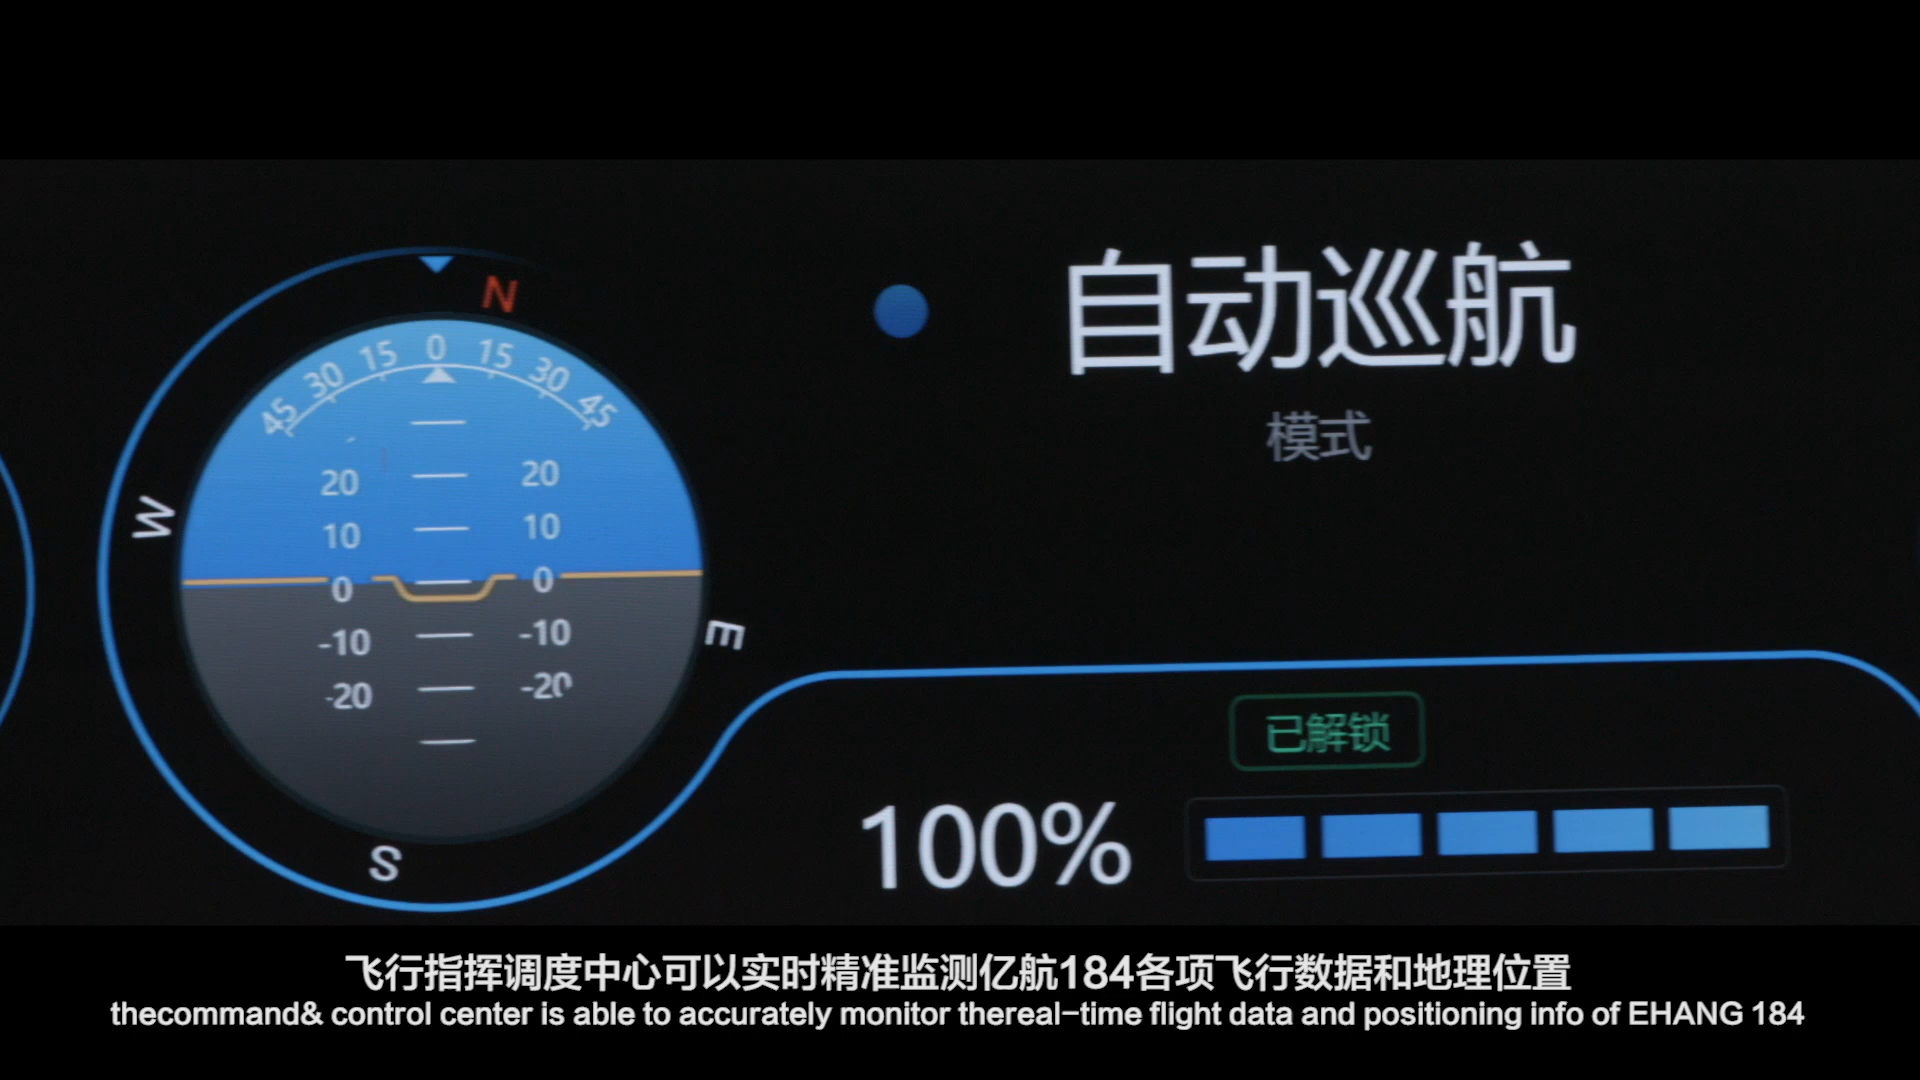 N
45 30 15 0 15 30 45
20 20
10 10
0 0
-10 -10
-20 -20
W
E
S
自动巡航
模式
已解锁
100%
飞行指挥调度中心可以实时精准监测亿航184各项飞行数据和地理位置
thecommand& control center is able to accurately monitor thereal-time flight data and positioning info of EHANG 184